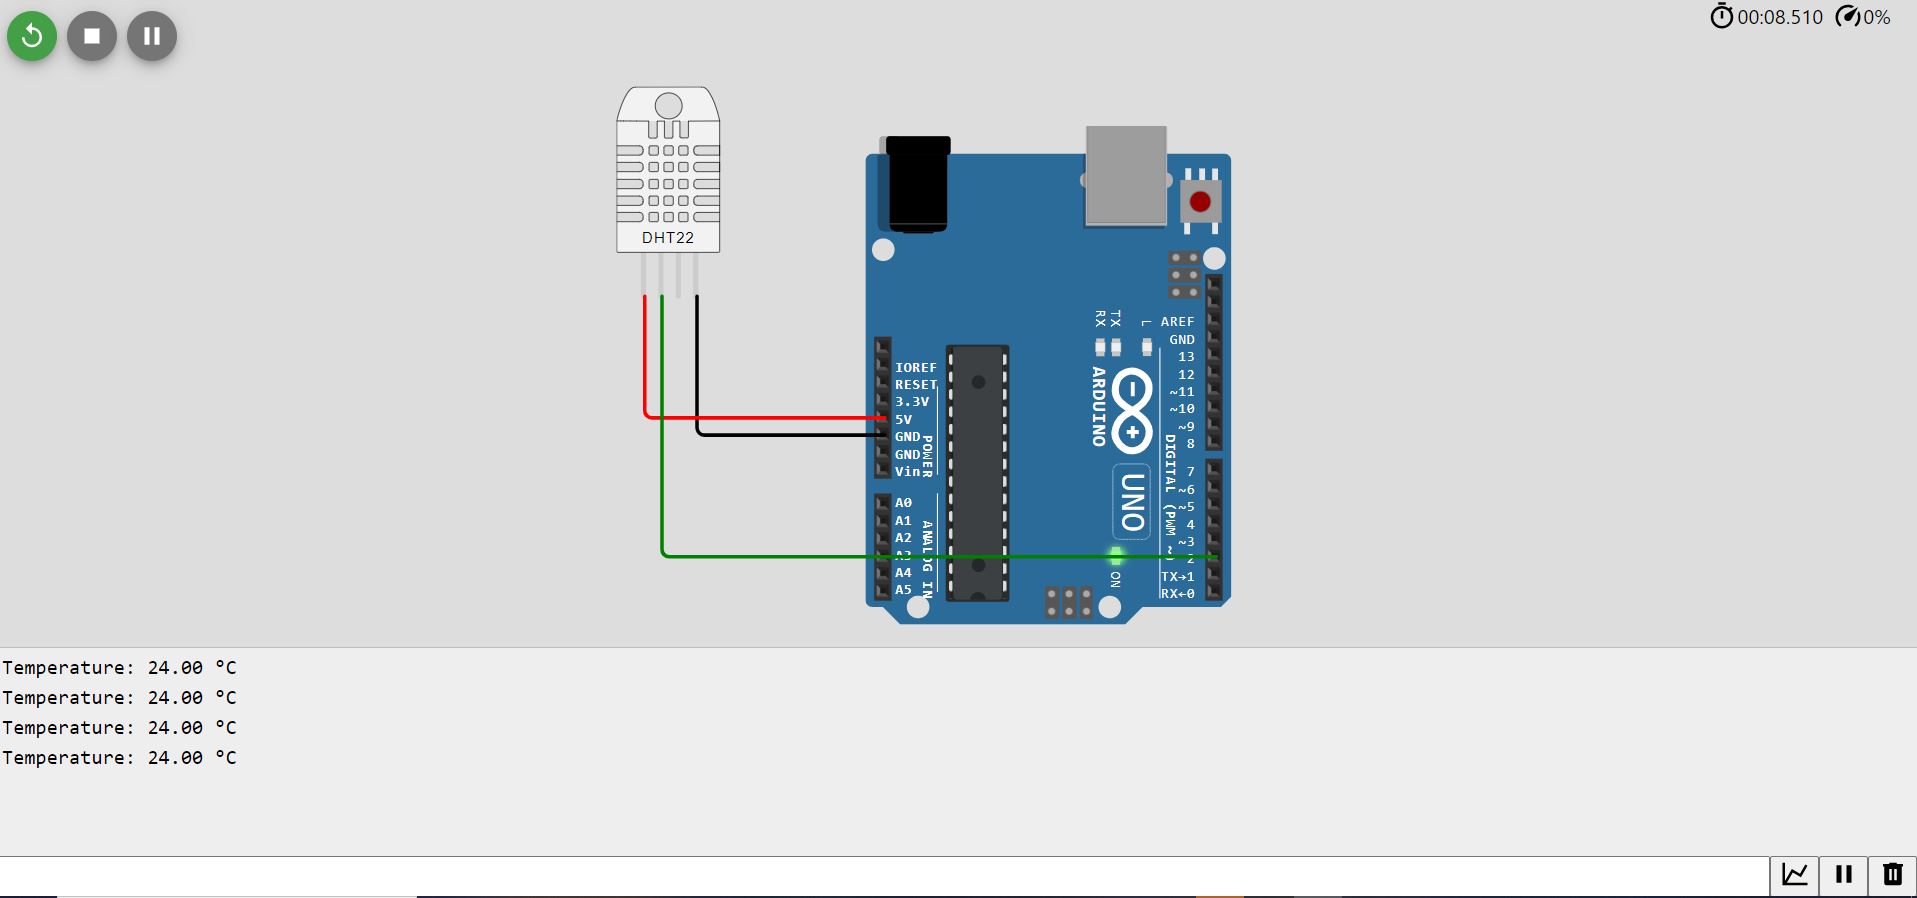 00:08.510 0%
DHT22
RX
TX
L
AREF
GND
13
12
~11
~10
~9
8
7
~6
~5
4
~3
2
TX→1
RX←0
DIGITAL (PWM ~)
ARDUINO
UNO
ON
IOREF
RESET
3.3V
5V
GND
GND
Vin
POWER
A0
A1
A2
A3
A4
A5
ANALOG IN
Temperature: 24.00 °C
Temperature: 24.00 °C
Temperature: 24.00 °C
Temperature: 24.00 °C